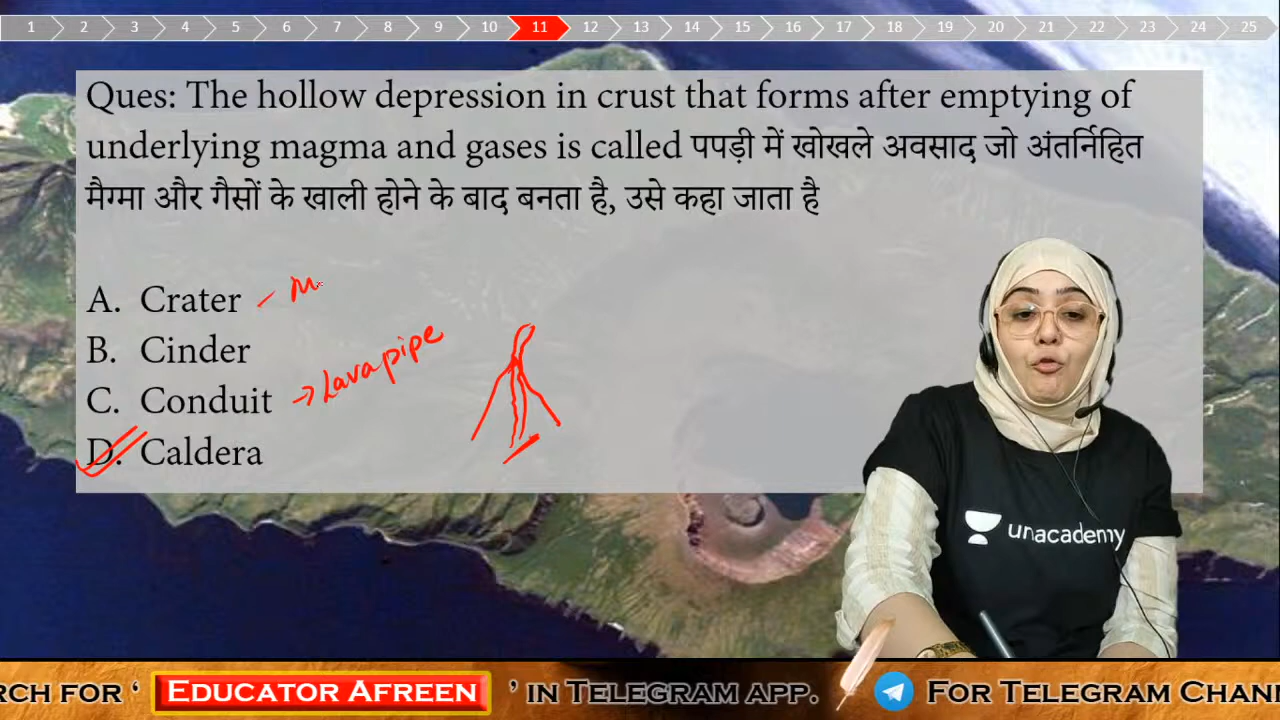 1 2 3 4 5 6 7 8 9 10 11 12 13 14 15 16 17 18 19 20 21 22 23 24 25
Ques: The hollow depression in crust that forms after emptying of
underlying magma and gases is called पपड़ी में खोखले अवसाद जो अंतर्निहित
मैग्मा और गैसों के खाली होने के बाद बनता है, उसे कहा जाता है
A. Crater – M
B. Cinder
C. Conduit → Lava pipe
D. Caldera
unacademy
RCH FOR ‘ EDUCATOR AFREEN ’ IN TELEGRAM APP. FOR TELEGRAM CHAN